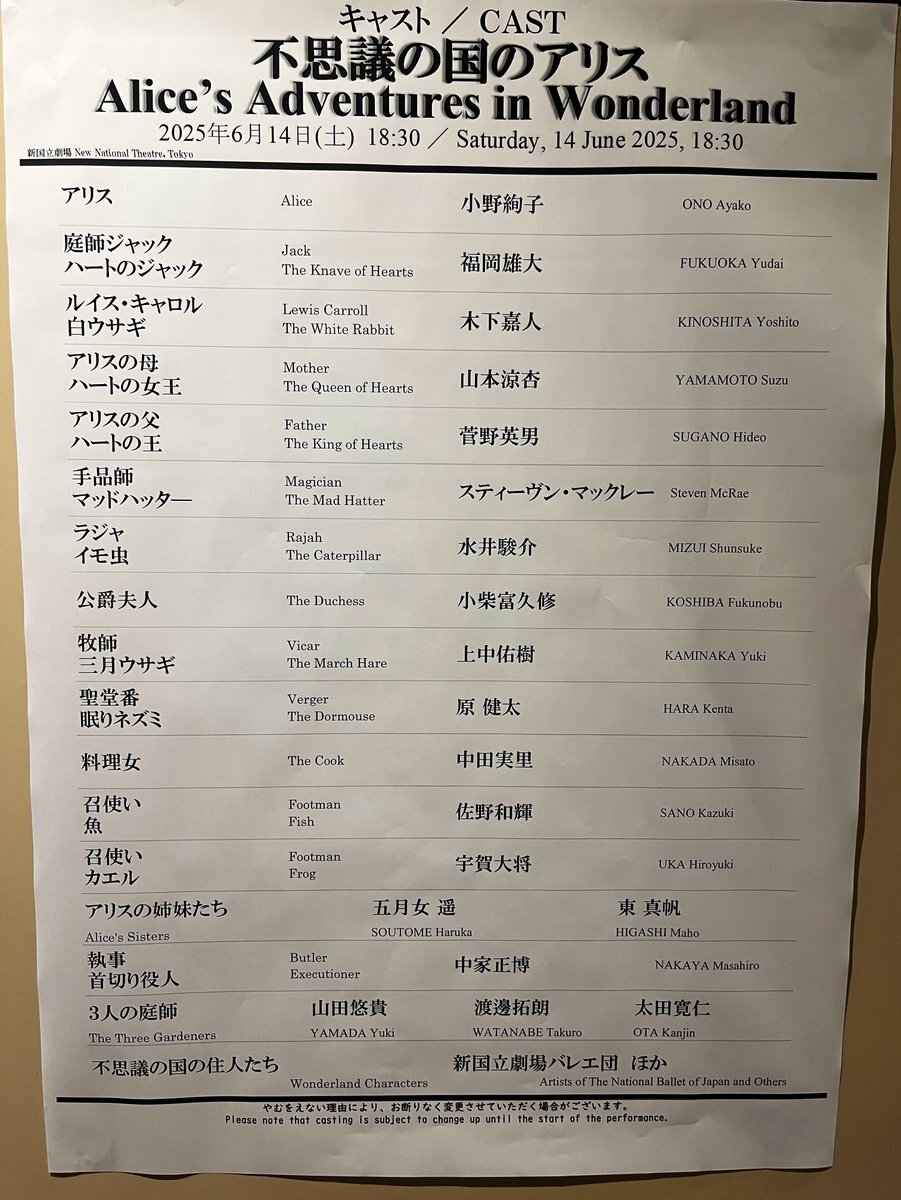 キャスト ／ CAST
不思議の国のアリス
Alice's Adventures in Wonderland
2025年6月14日(土) 18:30 ／ Saturday, 14 June 2025, 18:30
新国立劇場 New National Theatre, Tokyo
アリス Alice 小野絢子 ONO Ayako
庭師ジャック Jack
ハートのジャック The Knave of Hearts 福岡雄大 FUKUOKA Yudai
ルイス・キャロル Lewis Carroll
白ウサギ The White Rabbit 木下嘉人 KINOSHITA Yoshito
アリスの母 Mother
ハートの女王 The Queen of Hearts 山本涼杏 YAMAMOTO Suzu
アリスの父 Father
ハートの王 The King of Hearts 菅野英男 SUGANO Hideo
手品師 Magician
マッドハッター The Mad Hatter スティーヴン・マックレー Steven McRae
ラジャ Rajah
イモ虫 The Caterpillar 水井駿介 MIZUI Shunsuke
公爵夫人 The Duchess 小柴富久修 KOSHIBA Fukunobu
牧師 Vicar
三月ウサギ The March Hare 上中佑樹 KAMINAKA Yuki
聖堂番 Verger
眠りネズミ The Dormouse 原 健太 HARA Kenta
料理女 The Cook 中田実里 NAKADA Misato
召使い Footman
魚 Fish 佐野和輝 SANO Kazuki
召使い Footman
カエル Frog 宇賀大将 UKA Hiroyuki
アリスの姉妹たち 五月女 遥 東 真帆
Alice's Sisters SOUTOME Haruka HIGASHI Maho
執事 Butler
首切り役人 Executioner 中家正博 NAKAYA Masahiro
3人の庭師 山田悠貴 渡邊拓朗 太田寛仁
The Three Gardeners YAMADA Yuki WATANABE Takuro OTA Kanjin
不思議の国の住人たち 新国立劇場バレエ団 ほか
Wonderland Characters Artists of The National Ballet of Japan and Others
やむをえない理由により、お断りなく変更させていただく場合がございます。
Please note that casting is subject to change up until the start of the performance.